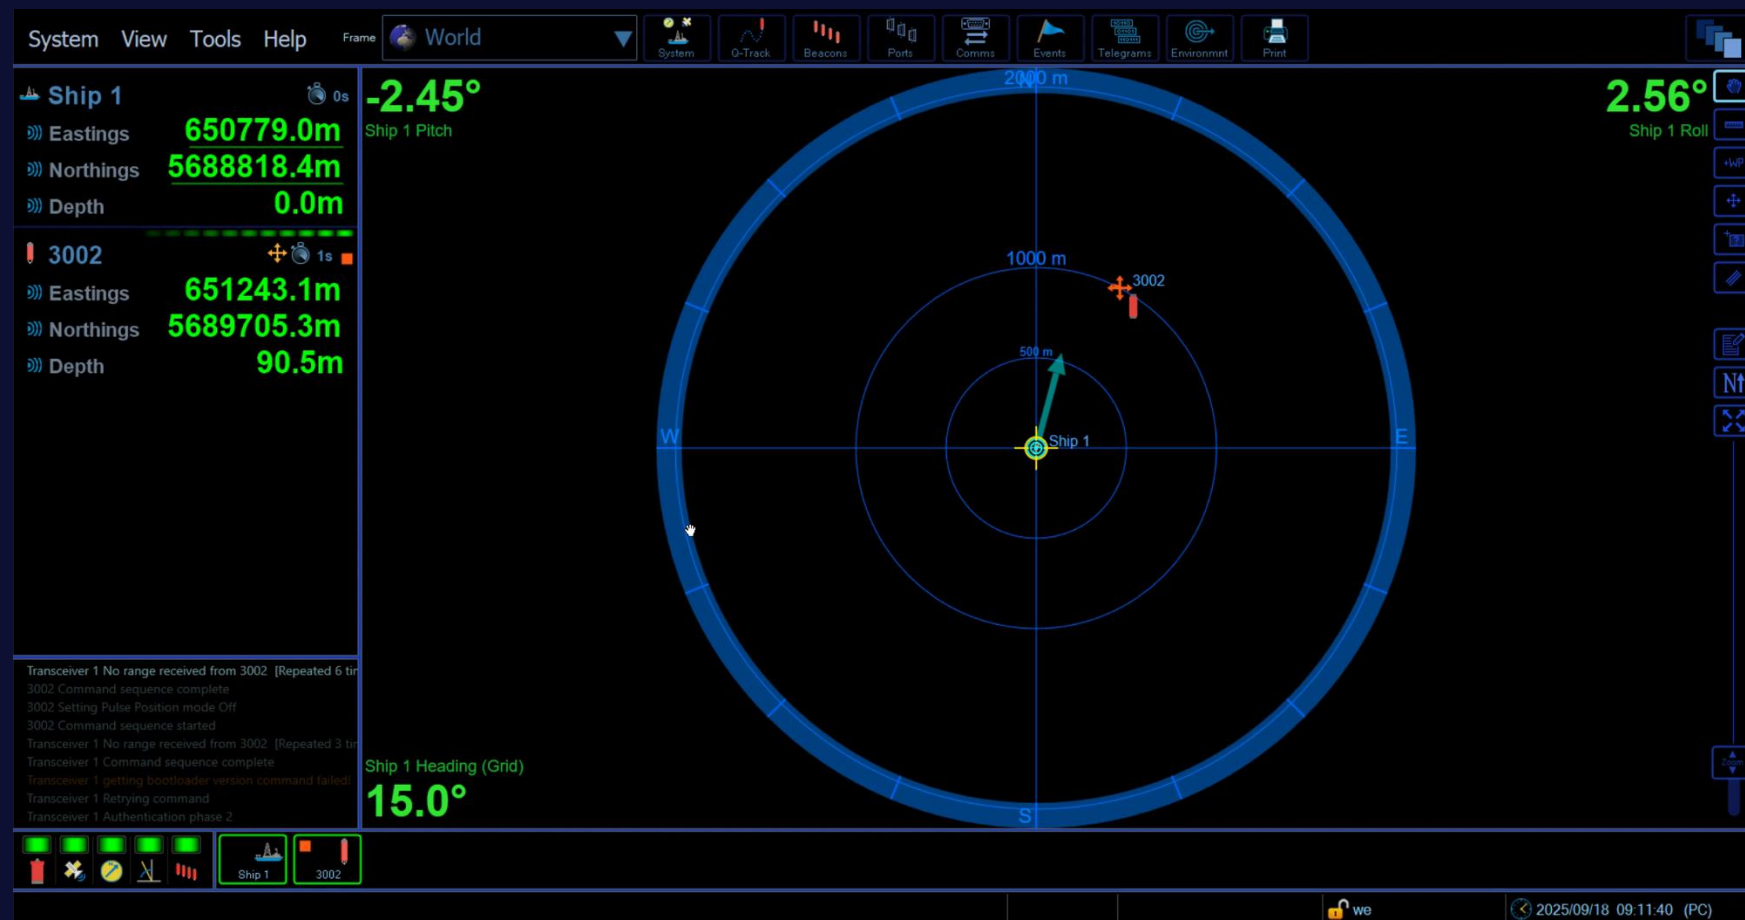 System View Tools Help Frame World
System Q-Track Beacons Ports Comms Events Telegrams Environmnt Print
Ship 1 0s
Eastings 650779.0m
Northings 5688818.4m
Depth 0.0m
3002 1s
Eastings 651243.1m
Northings 5689705.3m
Depth 90.5m
Transceiver 1 No range received from 3002 [Repeated 6 tir
3002 Command sequence complete
3002 Setting Pulse Position mode Off
3002 Command sequence started
Transceiver 1 No range received from 3002 [Repeated 3 tir
Transceiver 1 Command sequence complete
Transceiver 1 getting bootloader version command failed!
Transceiver 1 Retrying command
Transceiver 1 Authentication phase 2
-2.45°
Ship 1 Pitch
2.56°
Ship 1 Roll
2000 m
N
1000 m
3002
500 m
W
Ship 1
E
S
Ship 1 Heading (Grid)
15.0°
+WP
N
Zoom
Ship 1
3002
we
2025/09/18 09:11:40 (PC)